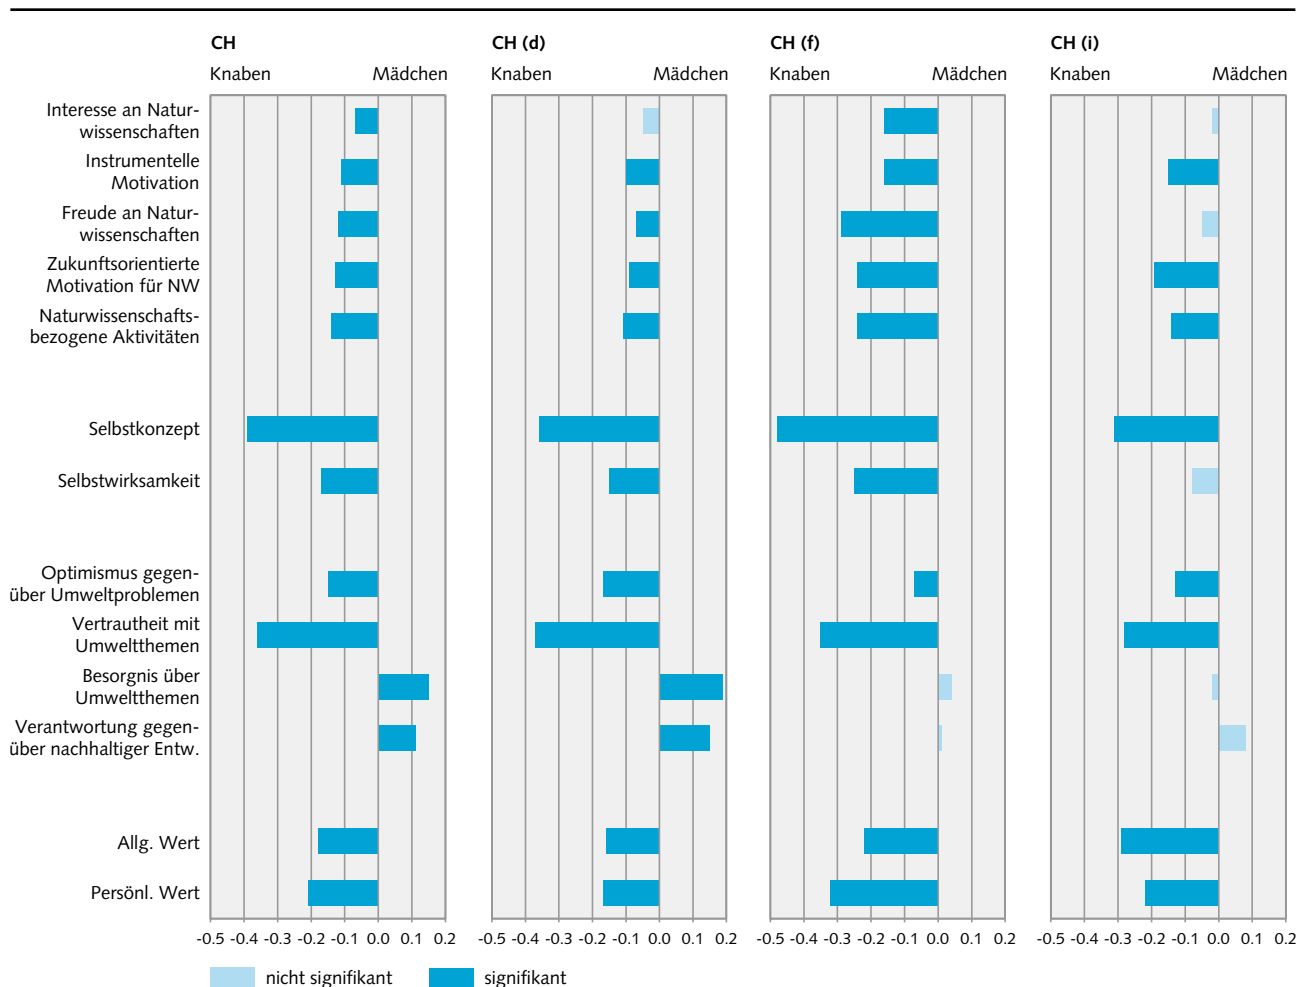 CH CH (d) CH (f) CH (i)
Knaben Mädchen Knaben Mädchen Knaben Mädchen Knaben Mädchen
Interesse an Natur-
wissenschaften
Instrumentelle
Motivation
Freude an Natur-
wissenschaften
Zukunftsorientierte
Motivation für NW
Naturwissenschafts-
bezogene Aktivitäten
Selbstkonzept
Selbstwirksamkeit
Optimismus gegen-
über Umweltproblemen
Vertrautheit mit
Umweltthemen
Besorgnis über
Umweltthemen
Verantwortung gegen-
über nachhaltiger Entw.
Allg. Wert
Persönl. Wert
-0.5 -0.4 -0.3 -0.2 -0.1 0.0 0.1 0.2 -0.5 -0.4 -0.3 -0.2 -0.1 0.0 0.1 0.2 -0.5 -0.4 -0.3 -0.2 -0.1 0.0 0.1 0.2 -0.5 -0.4 -0.3 -0.2 -0.1 0.0 0.1 0.2
nicht signifikant signifikant